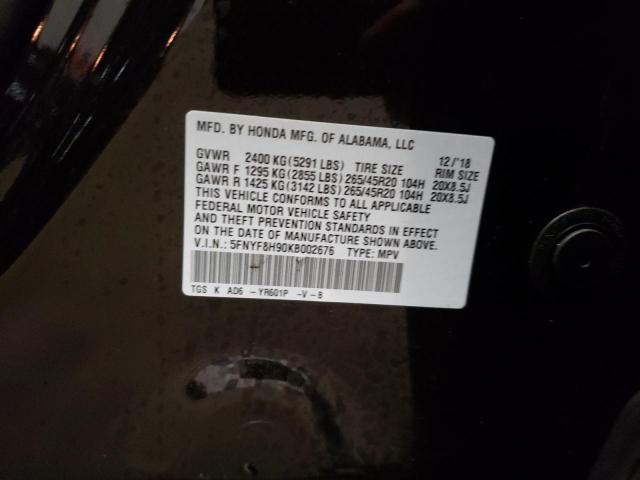 MFD. BY HONDA MFG. OF ALABAMA, LLC 12/'18
GVWR 2400 KG (5291 LBS) TIRE SIZE RIM SIZE
GAWR F 1295 KG (2855 LBS) 265/45R20 104H 20X8.5J
GAWR R 1425 KG (3142 LBS) 265/45R20 104H 20X8.5J
THIS VEHICLE CONFORMS TO ALL APPLICABLE
FEDERAL MOTOR VEHICLE SAFETY
AND THEFT PREVENTION STANDARDS IN EFFECT
ON THE DATE OF MANUFACTURE SHOWN ABOVE.
V.I.N.: 5FNYF8H90KB002676 TYPE: MPV
TGS K AD6 -YR601P -V-B